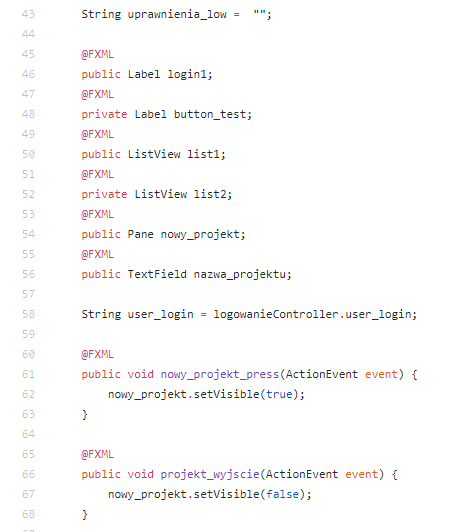 43 String uprawnienia_low =  "";
44
45 @FXML
46 public Label login1;
47 @FXML
48 private Label button_test;
49 @FXML
50 public ListView list1;
51 @FXML
52 private ListView list2;
53 @FXML
54 public Pane nowy_projekt;
55 @FXML
56 public TextField nazwa_projektu;
57
58 String user_login = logowanieController.user_login;
59
60 @FXML
61 public void nowy_projekt_press(ActionEvent event) {
62     nowy_projekt.setVisible(true);
63 }
64
65 @FXML
66 public void projekt_wyjscie(ActionEvent event) {
67     nowy_projekt.setVisible(false);
68 }